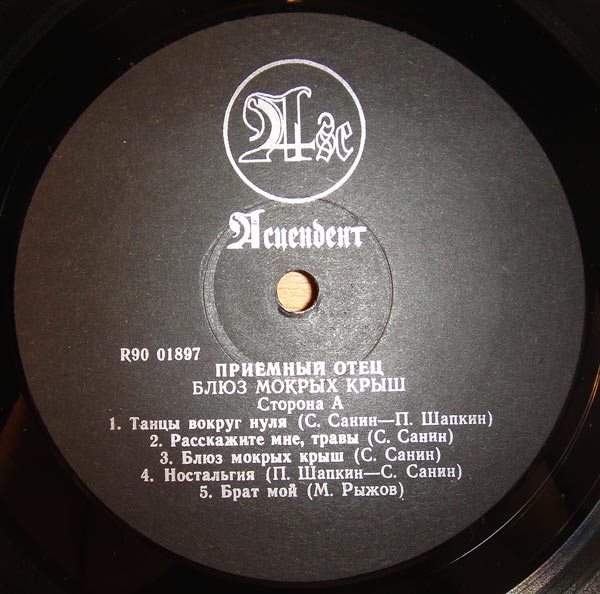 Асс
Асцендент
R90 01897
ПРИЕМНЫЙ ОТЕЦ
БЛЮЗ МОКРЫХ КРЫШ
Сторона А
1. Танцы вокруг нуля (С. Санин—П. Шапкин)
2. Расскажите мне, травы (С. Санин)
3. Блюз мокрых крыш (С. Санин)
4. Ностальгия (П. Шапкин—С. Санин)
5. Брат мой (М. Рыжов)